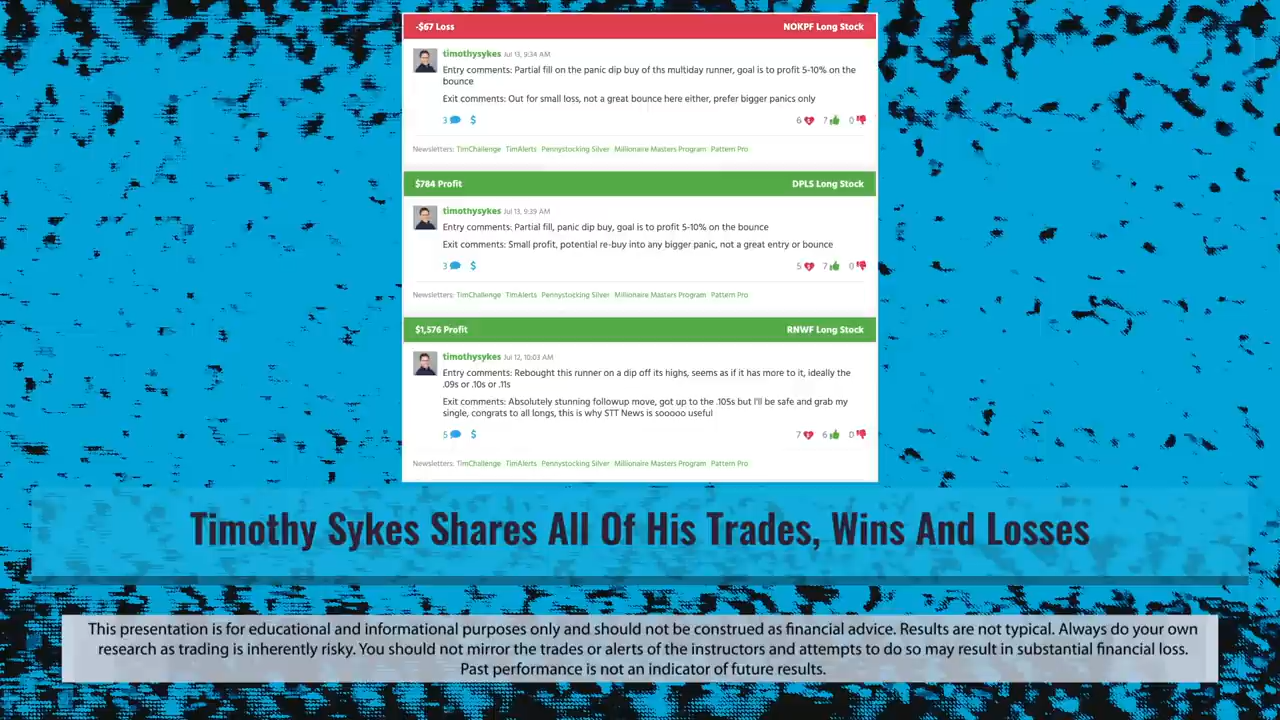 -$67 Loss NOKPF Long Stock
timothysykes Jul 13, 9:34 AM
Entry comments: Partial fill on the panic dip buy of ths multiday runner, goal is to profit 5-10% on the
bounce
Exit comments: Out for small loss, not a great bounce here either, prefer bigger panics only
3 $ 6 7 0
Newsletters: TimChallenge TimAlerts Pennystocking Silver Millionaire Masters Program Pattern Pro
$784 Profit DPLS Long Stock
timothysykes Jul 13, 9:39 AM
Entry comments: Partial fill, panic dip buy, goal is to profit 5-10% on the bounce
Exit comments: Small profit, potential re-buy into any bigger panic, not a great entry or bounce
3 $ 5 7 0
Newsletters: TimChallenge TimAlerts Pennystocking Silver Millionaire Masters Program Pattern Pro
$1,576 Profit RNWF Long Stock
timothysykes Jul 12, 10:03 AM
Entry comments: Rebought this runner on a dip off its highs, seems as if it has more to it, ideally the
.09s or .10s or .11s
Exit comments: Absolutely stunning followup move, got up to the .105s but I'll be safe and grab my
single, congrats to all longs, this is why STT News is sooooo useful
5 $ 7 6 0
Newsletters: TimChallenge TimAlerts Pennystocking Silver Millionaire Masters Program Pattern Pro
Timothy Sykes Shares All Of His Trades, Wins And Losses
This presentation is for educational and informational purposes only and should not be construed as financial advice. Results are not typical. Always do your own
research as trading is inherently risky. You should not mirror the trades or alerts of the instructors and attempts to do so may result in substantial financial loss.
Past performance is not an indicator of future results.